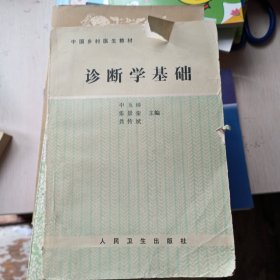 中国乡村医生教材
诊断学基础
主编
人民卫生出版社